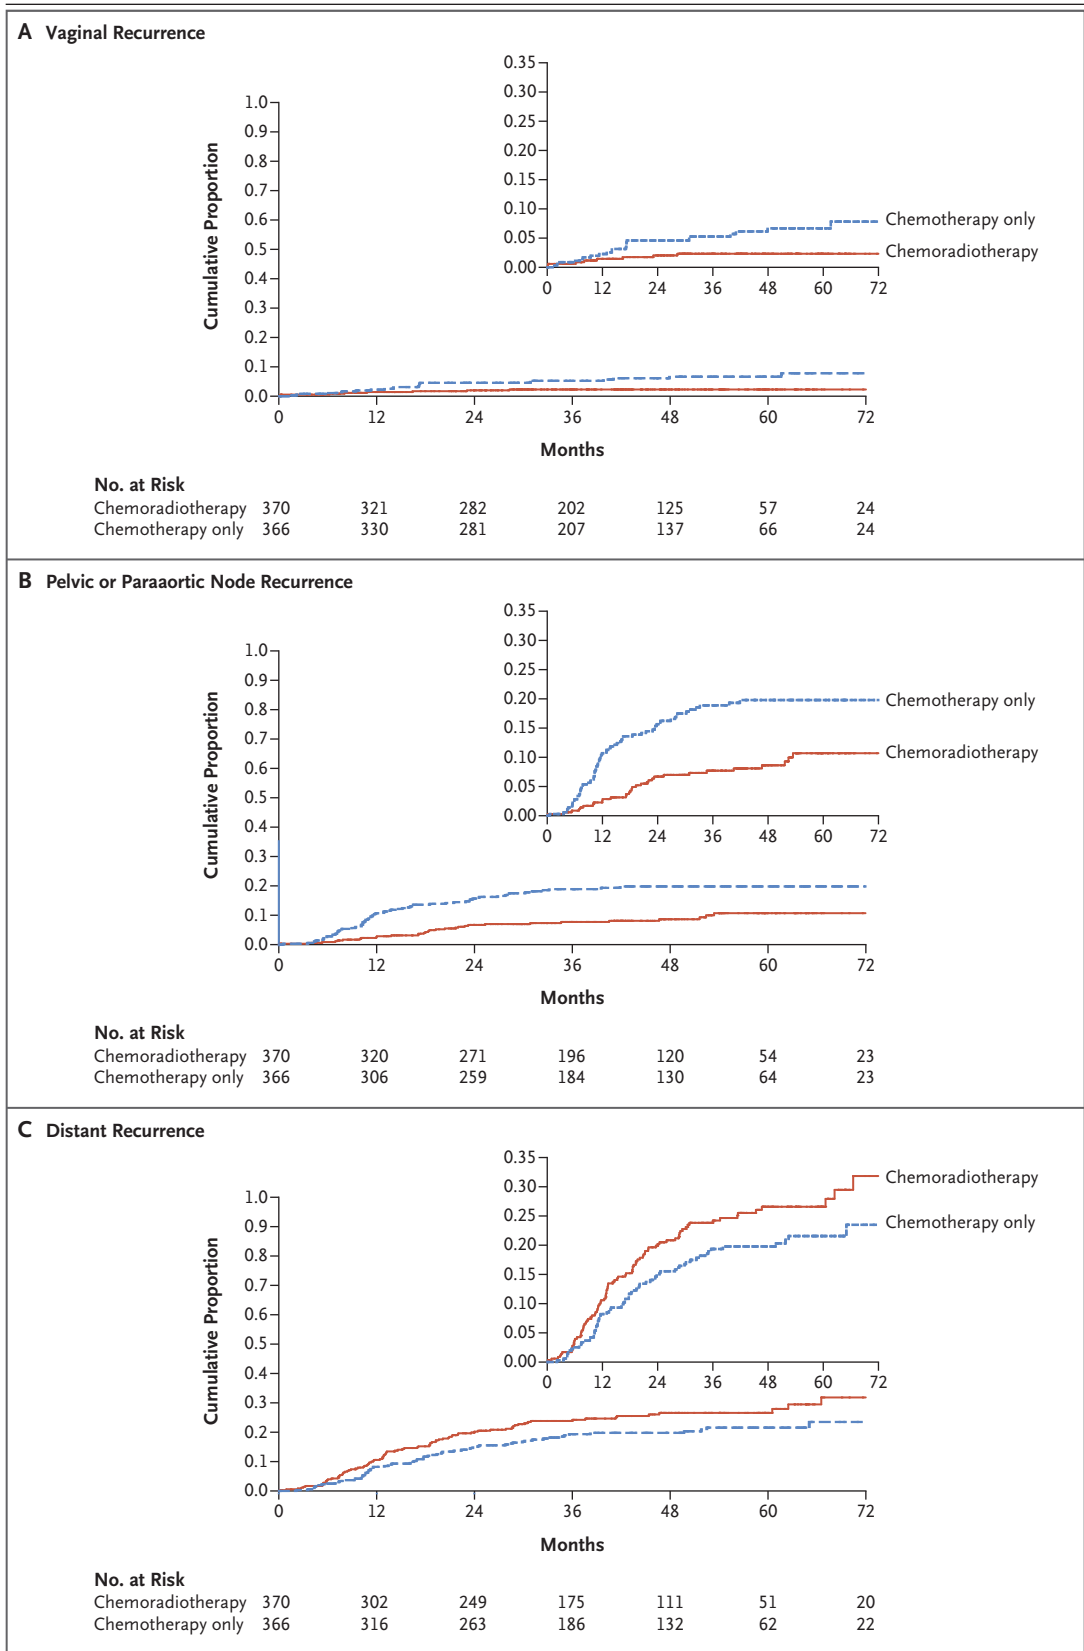 A Vaginal Recurrence
0.35
0.30
0.25
0.20
0.15
0.10
0.05
0.00
0 12 24 36 48 60 72
Chemotherapy only
Chemoradiotherapy
Cumulative Proportion
1.0
0.9
0.8
0.7
0.6
0.5
0.4
0.3
0.2
0.1
0.0
0 12 24 36 48 60 72
Months
No. at Risk
Chemoradiotherapy 370 321 282 202 125 57 24
Chemotherapy only 366 330 281 207 137 66 24
B Pelvic or Paraaortic Node Recurrence
0.35
0.30
0.25
0.20
0.15
0.10
0.05
0.00
0 12 24 36 48 60 72
Chemotherapy only
Chemoradiotherapy
Cumulative Proportion
1.0
0.9
0.8
0.7
0.6
0.5
0.4
0.3
0.2
0.1
0.0
0 12 24 36 48 60 72
Months
No. at Risk
Chemoradiotherapy 370 320 271 196 120 54 23
Chemotherapy only 366 306 259 184 130 64 23
C Distant Recurrence
0.35
0.30
0.25
0.20
0.15
0.10
0.05
0.00
0 12 24 36 48 60 72
Chemoradiotherapy
Chemotherapy only
Cumulative Proportion
1.0
0.9
0.8
0.7
0.6
0.5
0.4
0.3
0.2
0.1
0.0
0 12 24 36 48 60 72
Months
No. at Risk
Chemoradiotherapy 370 302 249 175 111 51 20
Chemotherapy only 366 316 263 186 132 62 22